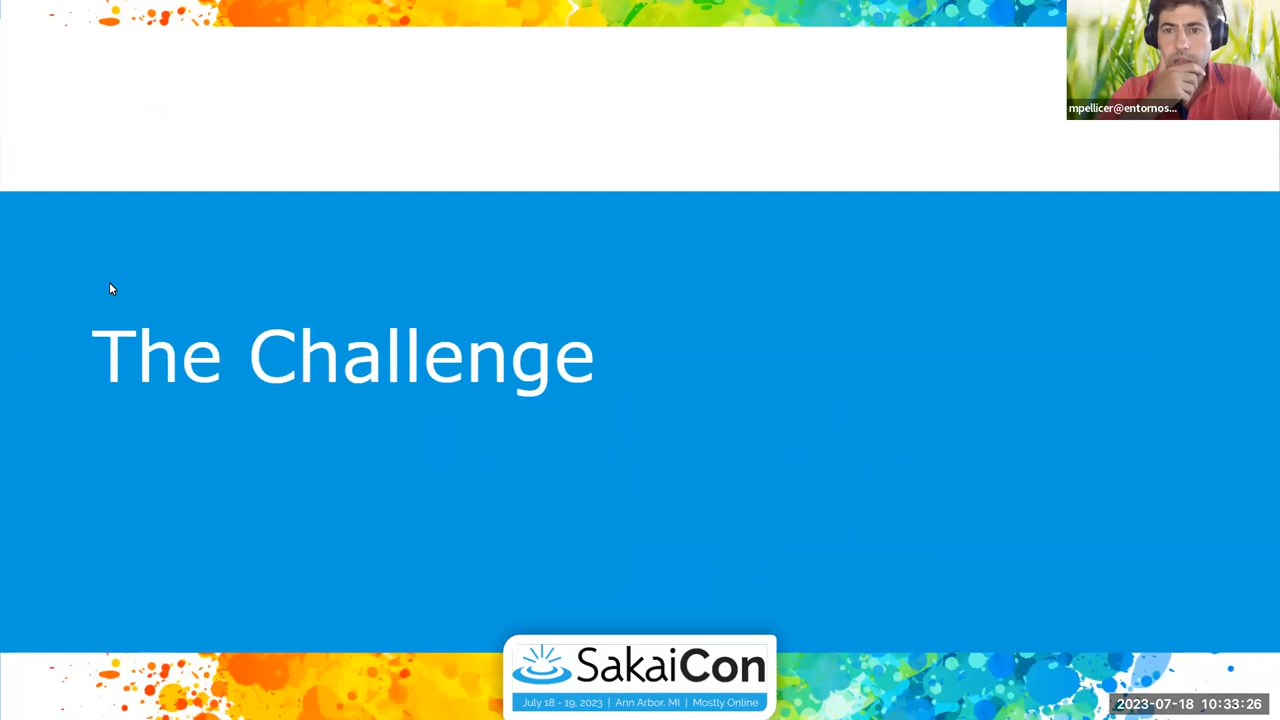 mpellicer@entornos...
The Challenge
SakaiCon
July 18 - 19, 2023 | Ann Arbor. MI | Mostly Online
2023-07-18 10:33:26